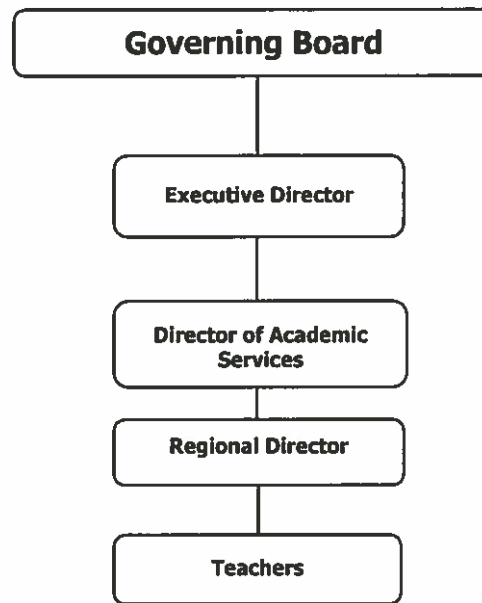 Governing Board
Executive Director
Director of Academic
Services
Regional Director
Teachers